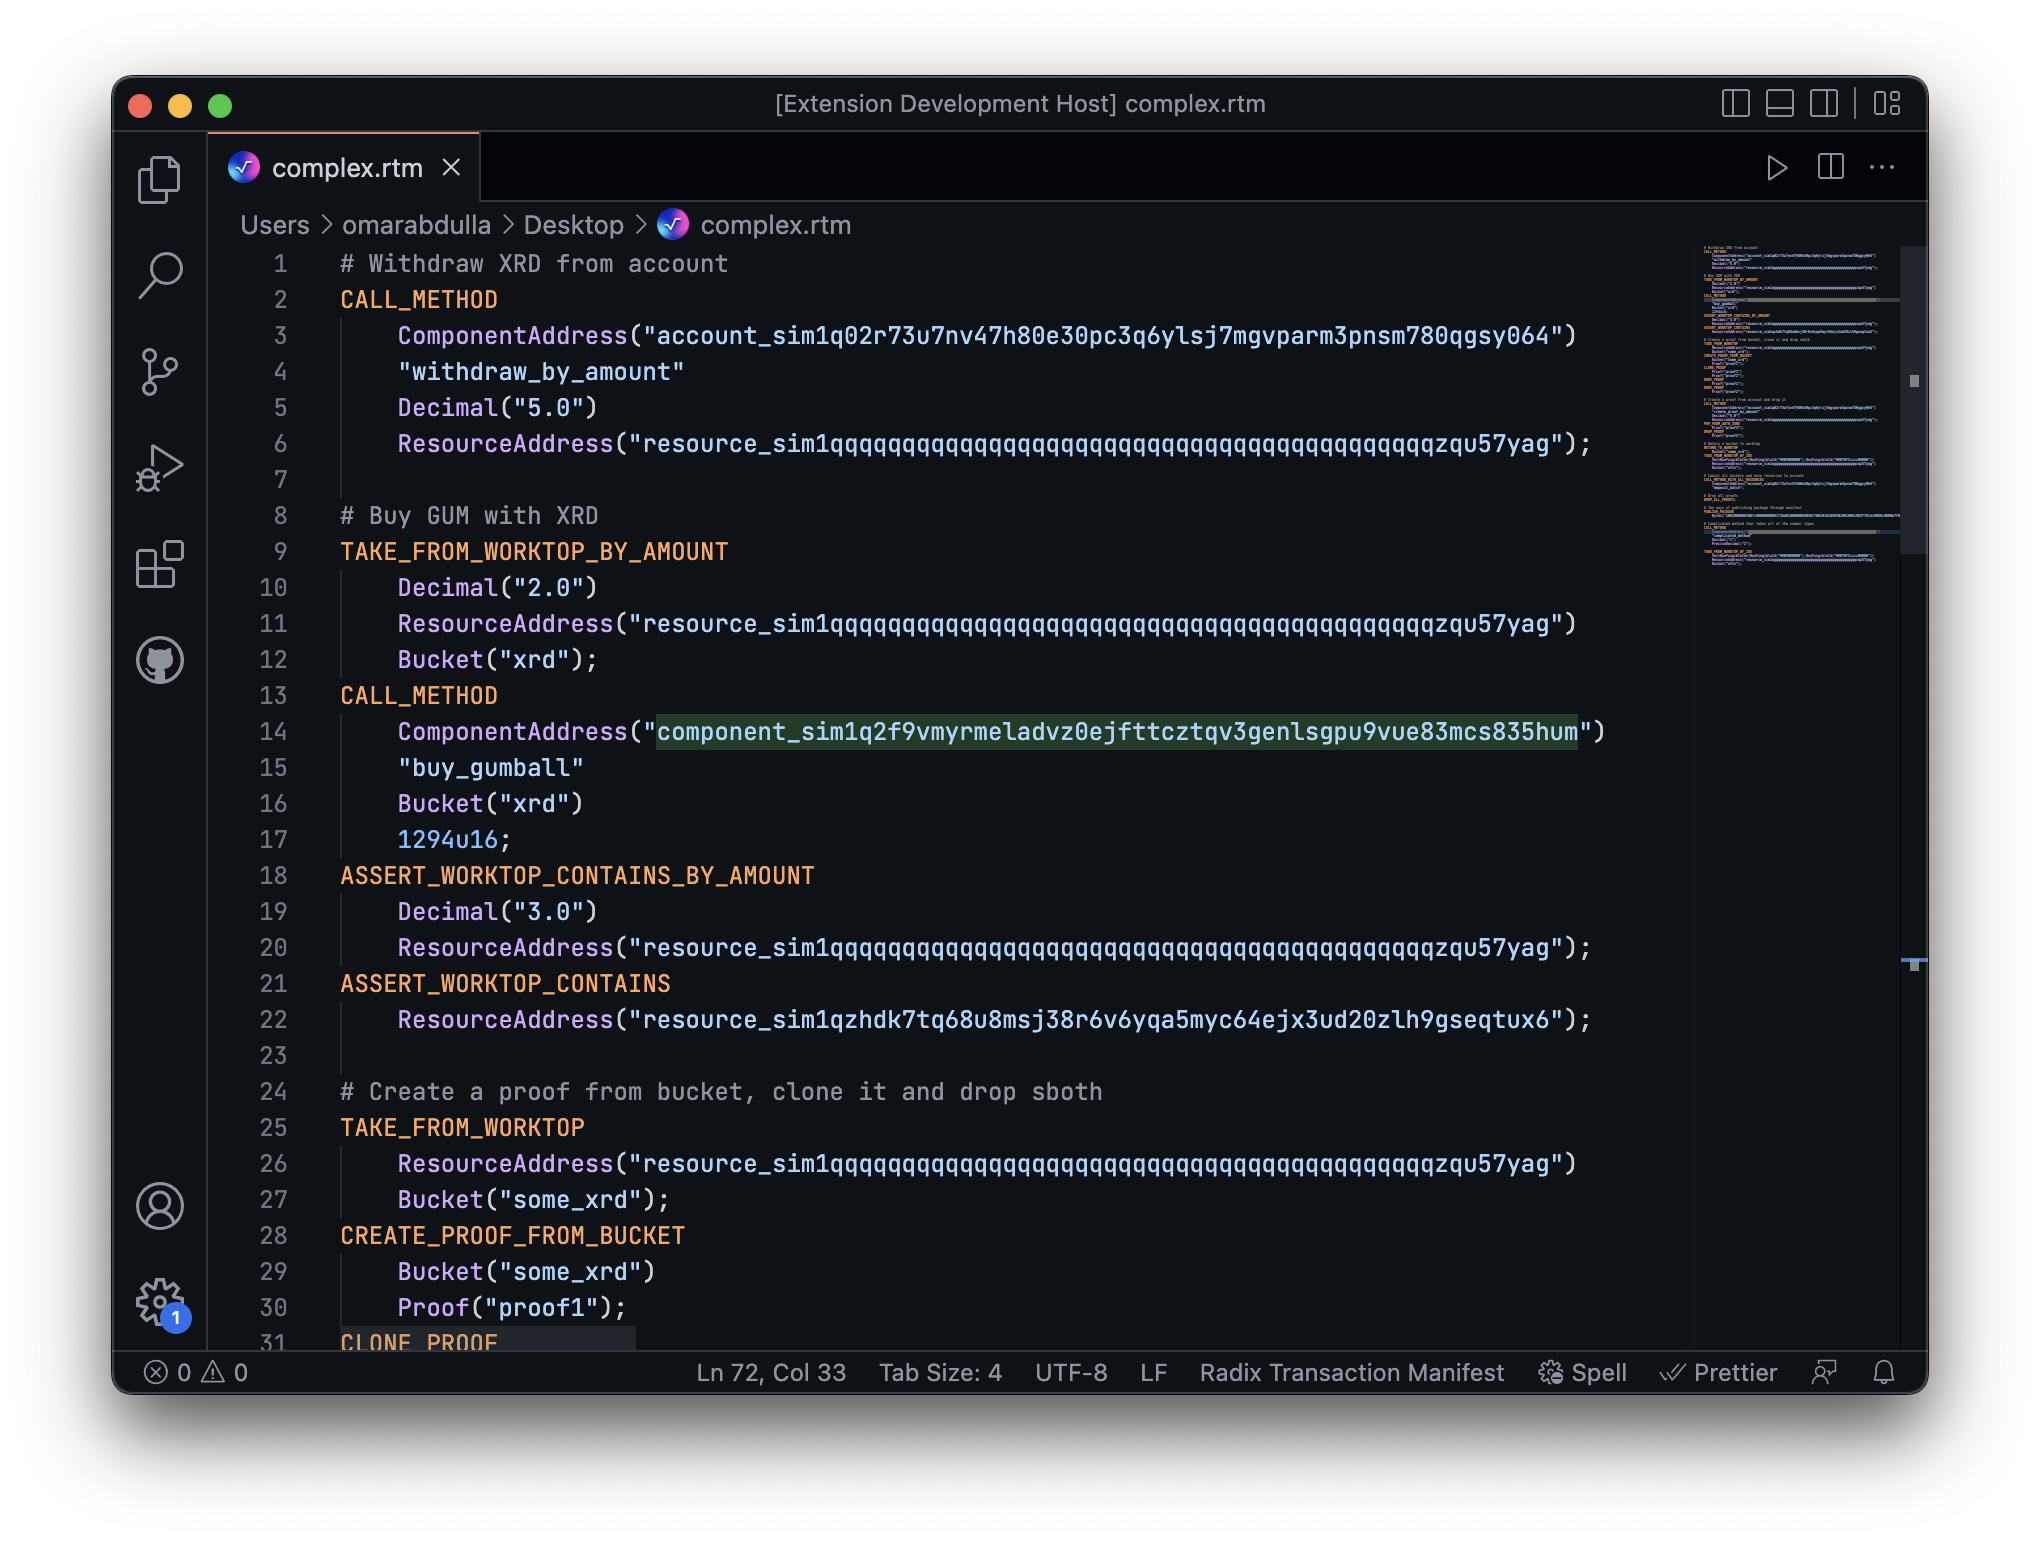 [Extension Development Host] complex.rtm
complex.rtm
Users > omarabdulla > Desktop > complex.rtm
1 # Withdraw XRD from account
2 CALL_METHOD
3 ComponentAddress("account_sim1q02r73u7nv47h80e30pc3q6ylsj7mgvparm3pnsm780qgsy064")
4 "withdraw_by_amount"
5 Decimal("5.0")
6 ResourceAddress("resource_sim1qqqqqqqqqqqqqqqqqqqqqqqqqqqqqqqqqqqqqqqqqqzqu57yag");
7
8 # Buy GUM with XRD
9 TAKE_FROM_WORKTOP_BY_AMOUNT
10 Decimal("2.0")
11 ResourceAddress("resource_sim1qqqqqqqqqqqqqqqqqqqqqqqqqqqqqqqqqqqqqqqqqqzqu57yag")
12 Bucket("xrd");
13 CALL_METHOD
14 ComponentAddress("component_sim1q2f9vmyrmeladvz0ejfttcztqv3genlsgpu9vue83mcs835hum")
15 "buy_gumball"
16 Bucket("xrd")
17 1294u16;
18 ASSERT_WORKTOP_CONTAINS_BY_AMOUNT
19 Decimal("3.0")
20 ResourceAddress("resource_sim1qqqqqqqqqqqqqqqqqqqqqqqqqqqqqqqqqqqqqqqqqqzqu57yag");
21 ASSERT_WORKTOP_CONTAINS
22 ResourceAddress("resource_sim1qzhdk7tq68u8msj38r6v6yqa5myc64ejx3ud20zlh9gseqtux6");
23
24 # Create a proof from bucket, clone it and drop sboth
25 TAKE_FROM_WORKTOP
26 ResourceAddress("resource_sim1qqqqqqqqqqqqqqqqqqqqqqqqqqqqqqqqqqqqqqqqqqzqu57yag")
27 Bucket("some_xrd");
28 CREATE_PROOF_FROM_BUCKET
29 Bucket("some_xrd")
30 Proof("proof1");
31 CLONE_PROOF
1
0 0 Ln 72, Col 33 Tab Size: 4 UTF-8 LF Radix Transaction Manifest Spell Prettier